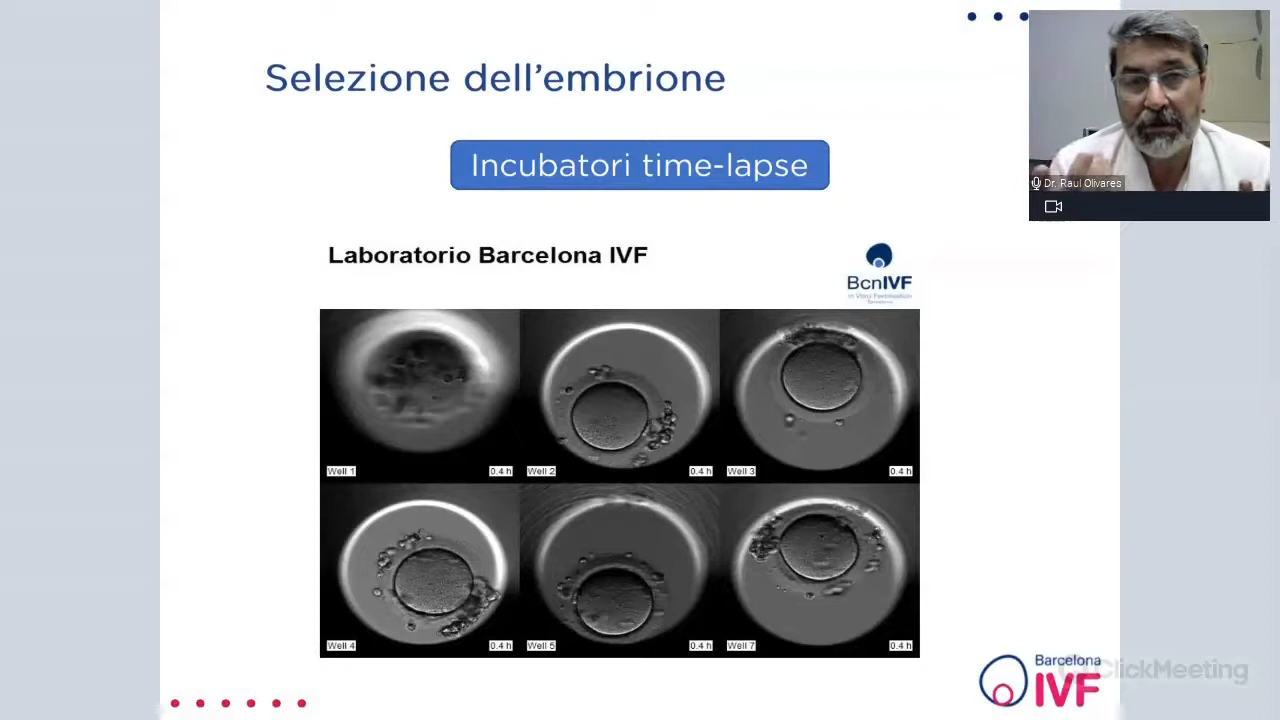 Selezione dell'embrione
Dr. Raul Olivares
Incubatori time-lapse
Laboratorio Barcelona IVF
BcnIVF
In Vitro Fertilisation
Barcelona
Well 1 0.4 h Well 2 0.4 h Well 3 0.4 h
Well 4 0.4 h Well 5 0.4 h Well 7 0.4 h
Barcelona
IVF
ClickMeeting